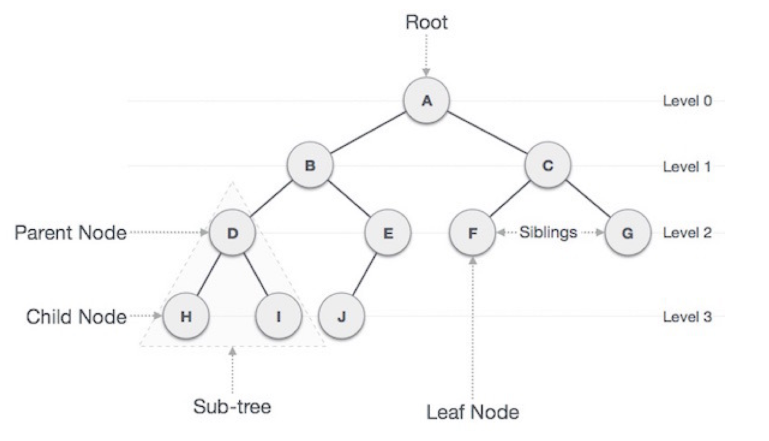 Root
A
Level 0
B
C
Level 1
Parent Node
D
E
F
Siblings
G
Level 2
Child Node
H
I
J
Level 3
Sub-tree
Leaf Node